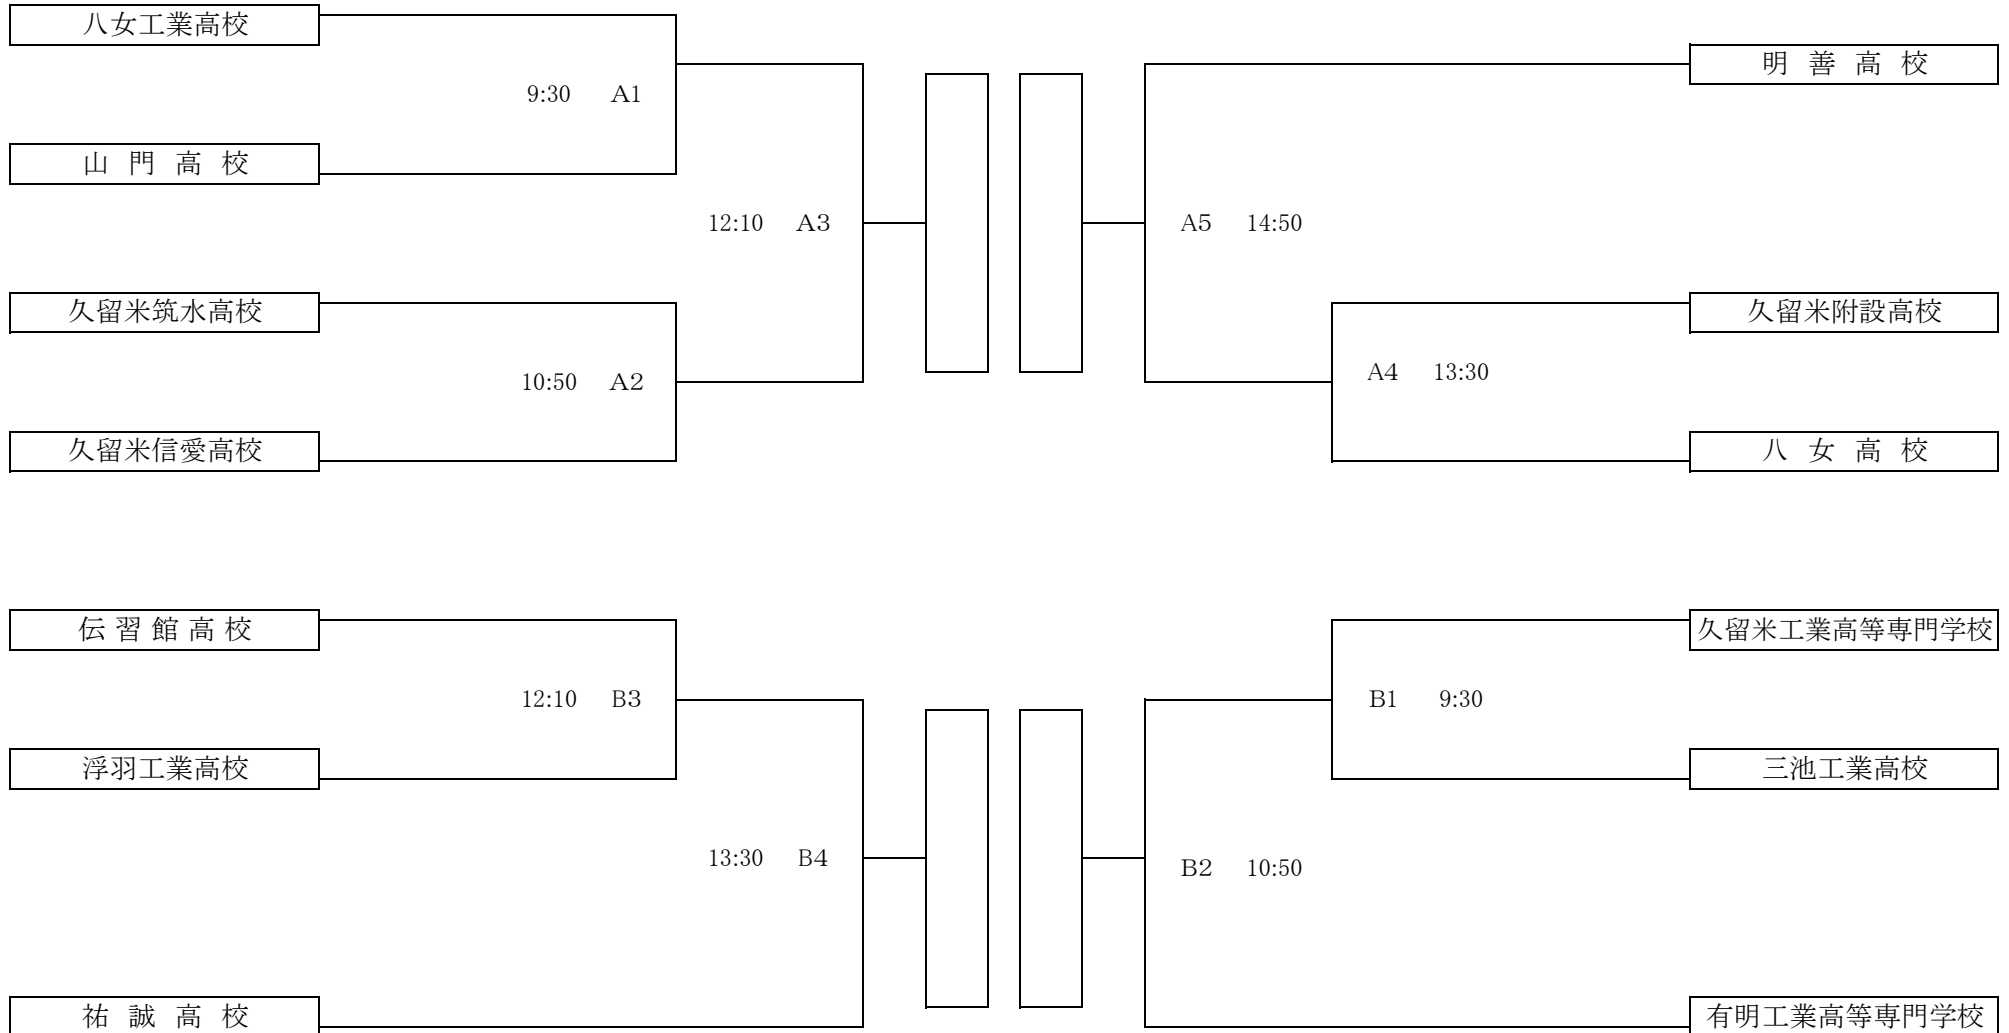 八女工業高校
明 善 高 校
9:30 A1
山 門 高 校
12:10 A3
A5 14:50
久留米筑水高校
久留米附設高校
10:50 A2
A4 13:30
久留米信愛高校
八 女 高 校
伝 習 館 高 校
久留米工業高等専門学校
12:10 B3
B1 9:30
浮羽工業高校
三池工業高校
13:30 B4
B2 10:50
祐 誠 高 校
有明工業高等専門学校